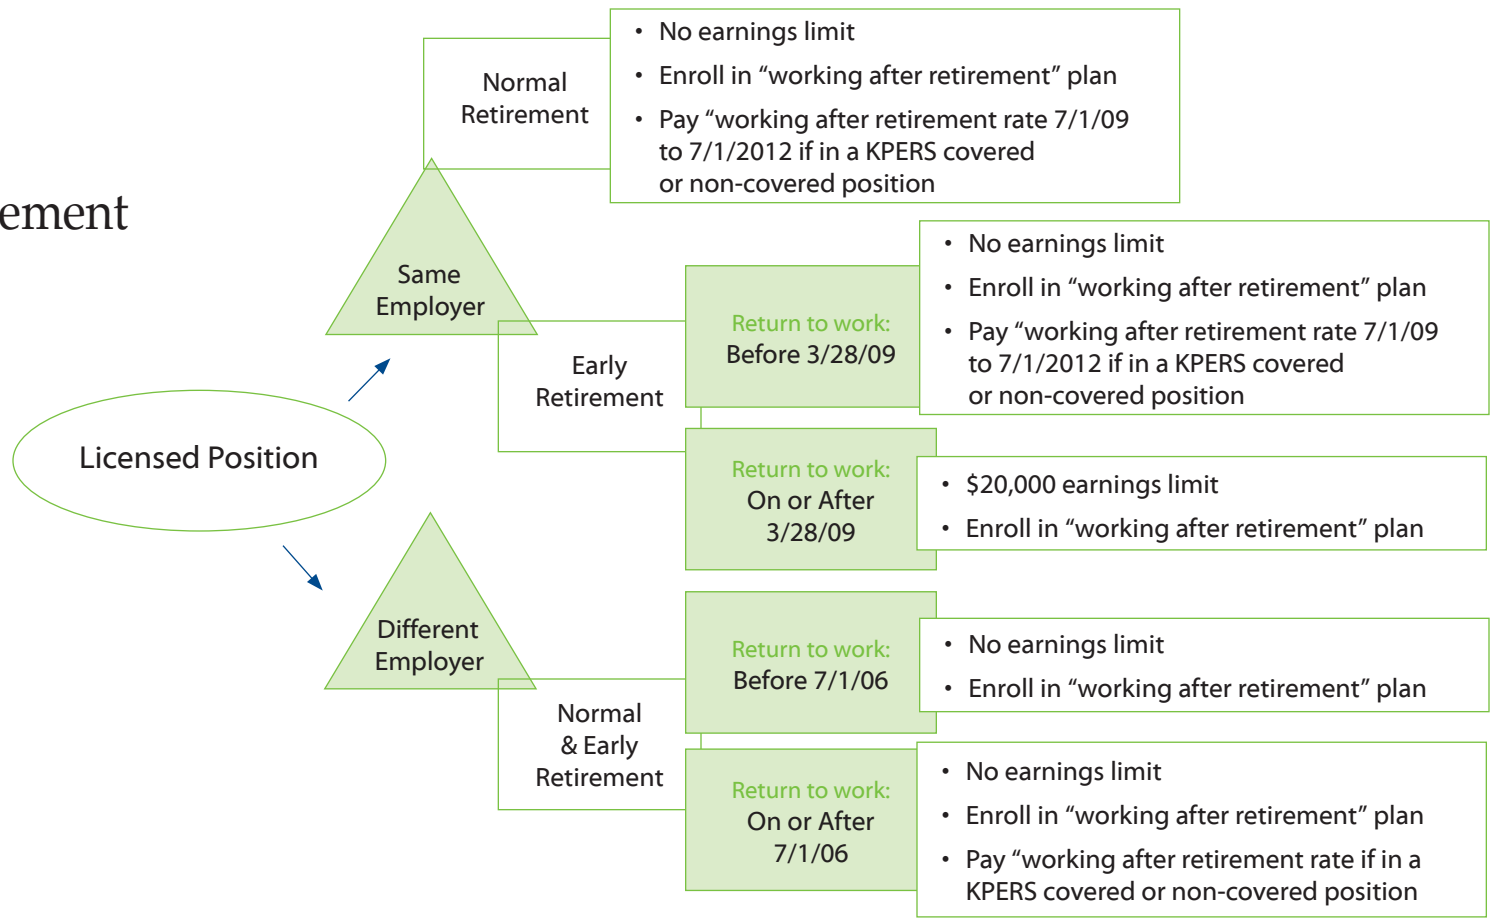 • No earnings limit
• Enroll in “working after retirement” plan
• Pay “working after retirement rate 7/1/09
to 7/1/2012 if in a KPERS covered
or non-covered position
Normal
Retirement
ement
Same
Employer
• No earnings limit
• Enroll in “working after retirement” plan
• Pay “working after retirement rate 7/1/09
to 7/1/2012 if in a KPERS covered
or non-covered position
Return to work:
Before 3/28/09
Early
Retirement
Licensed Position
Return to work:
On or After
3/28/09
• $20,000 earnings limit
• Enroll in “working after retirement” plan
Different
Employer
Return to work:
Before 7/1/06
• No earnings limit
• Enroll in “working after retirement” plan
Normal
& Early
Retirement
Return to work:
On or After
7/1/06
• No earnings limit
• Enroll in “working after retirement” plan
• Pay “working after retirement rate if in a
KPERS covered or non-covered position